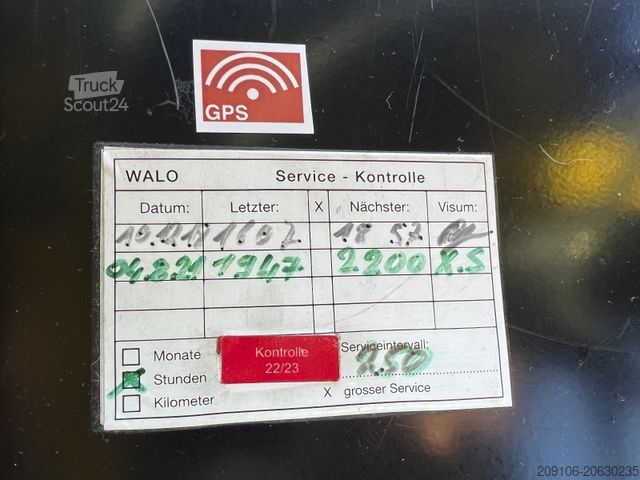 Truck
Scout24
GPS
WALO Service - Kontrolle
Datum: Letzter: X Nächster: Visum:
1857
04.8.21 1947 2200 X.S
Monate
Stunden
Kilometer
Kontrolle
22/23
Serviceintervall:
250
X grosser Service
209106-20630235